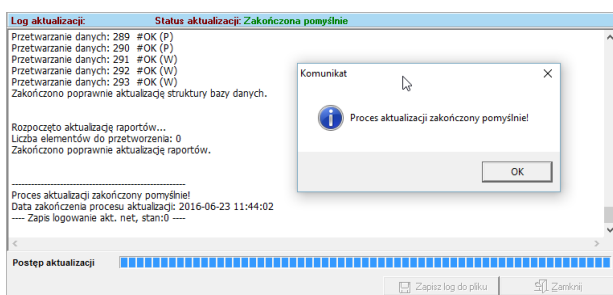 Log aktualizacji: Status aktualizacji: Zakończona pomyślnie
Przetwarzanie danych: 289 #OK (P)
Przetwarzanie danych: 290 #OK (P)
Przetwarzanie danych: 291 #OK (W)
Przetwarzanie danych: 292 #OK (W)
Przetwarzanie danych: 293 #OK (W)
Zakończono poprawnie aktualizację struktury bazy danych.
Rozpoczęto aktualizację raportów...
Liczba elementów do przetworzenia: 0
Zakończono poprawnie aktualizację raportów.
------------------------------------------------------
Proces aktualizacji zakończony pomyślnie!
Data zakończenia procesu aktualizacji: 2016-06-23 11:44:02
---- Zapis logowanie akt. net, stan:0 ----
Komunikat
Proces aktualizacji zakończony pomyślnie!
OK
Postęp aktualizacji
Zapisz log do pliku
Zamknij